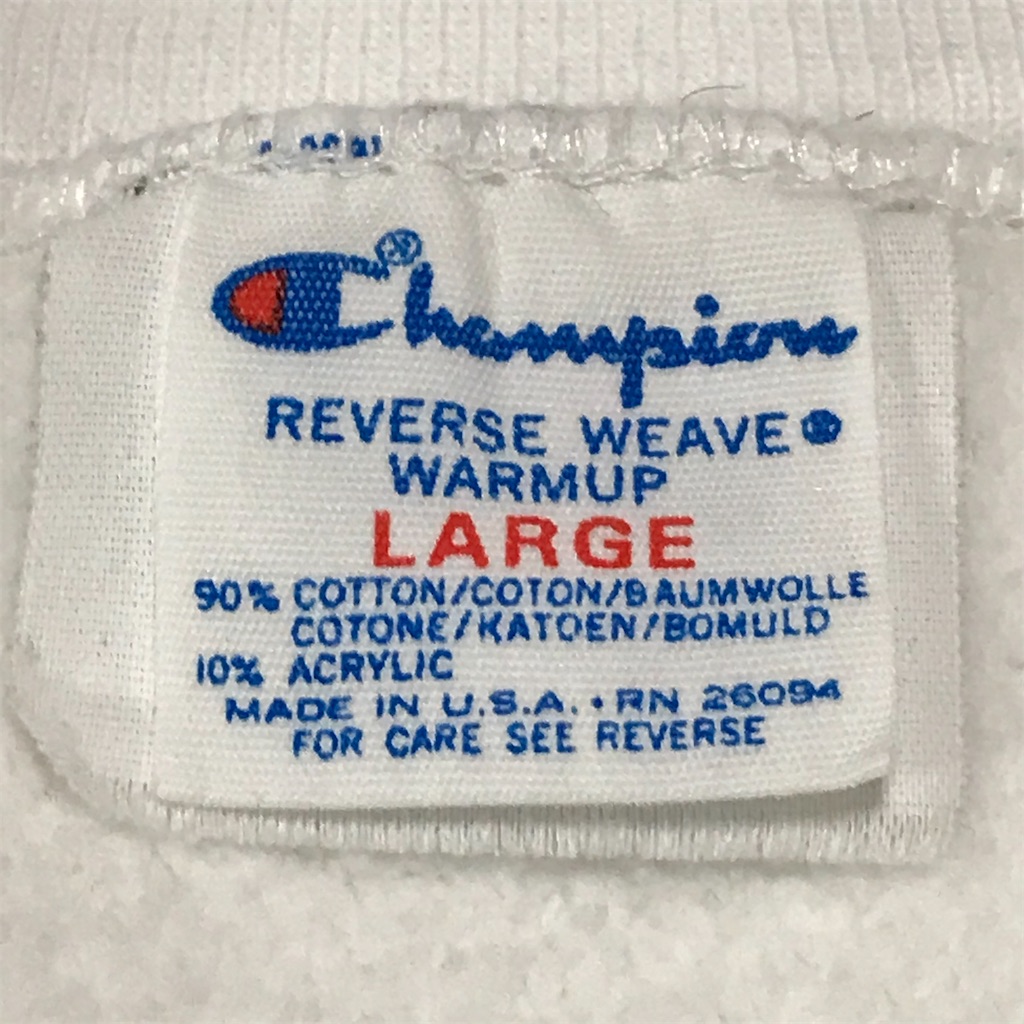 Champion®
REVERSE WEAVE®
WARMUP
LARGE
90% COTTON/COTON/BAUMWOLLE
COTONE/KATOEN/BOMULD
10% ACRYLIC
MADE IN U.S.A. • RN 26094
FOR CARE SEE REVERSE